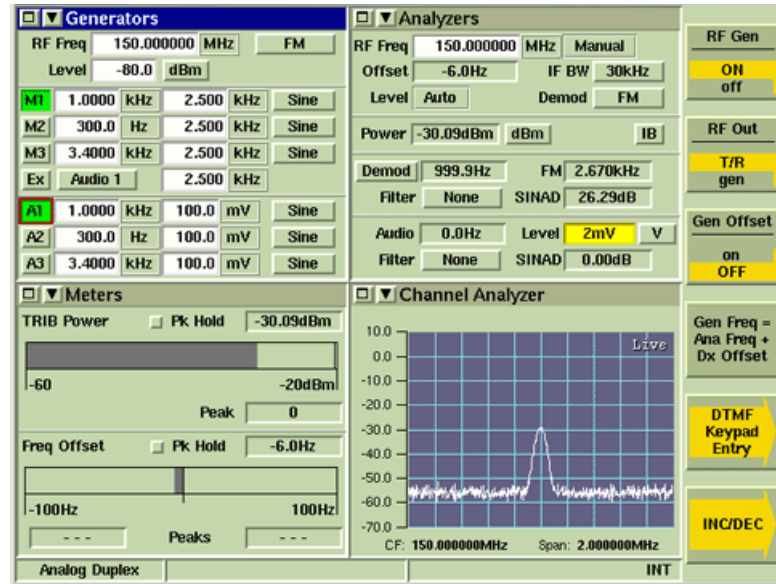 Generators
RF Freq 150.000000 MHz FM
Level -80.0 dBm
M1 1.0000 kHz 2.500 kHz Sine
M2 300.0 Hz 2.500 kHz Sine
M3 3.4000 kHz 2.500 kHz Sine
Ex Audio 1 2.500 kHz
A1 1.0000 kHz 100.0 mV Sine
A2 300.0 Hz 100.0 mV Sine
A3 3.4000 kHz 100.0 mV Sine
Analyzers
RF Freq 150.000000 MHz Manual
Offset -6.0Hz IF BW 30kHz
Level Auto Demod FM
Power -30.09dBm dBm IB
Demod 999.9Hz FM 2.670kHz
Filter None SINAD 26.29dB
Audio 0.0Hz Level 2mV V
Filter None SINAD 0.00dB
Meters
TRIB Power Pk Hold -30.09dBm
-60 -20dBm
Peak 0
Freq Offset Pk Hold -6.0Hz
-100Hz 100Hz
- - - Peaks - - -
Channel Analyzer
Live
10.0
0.0
-10.0
-20.0
-30.0
-40.0
-50.0
-60.0
-70.0
CF: 150.000000MHz Span: 2.000000MHz
RF Gen
ON
off
RF Out
T/R
gen
Gen Offset
on
OFF
Gen Freq =
Ana Freq +
Dx Offset
DTMF
Keypad
Entry
INC/DEC
Analog Duplex INT